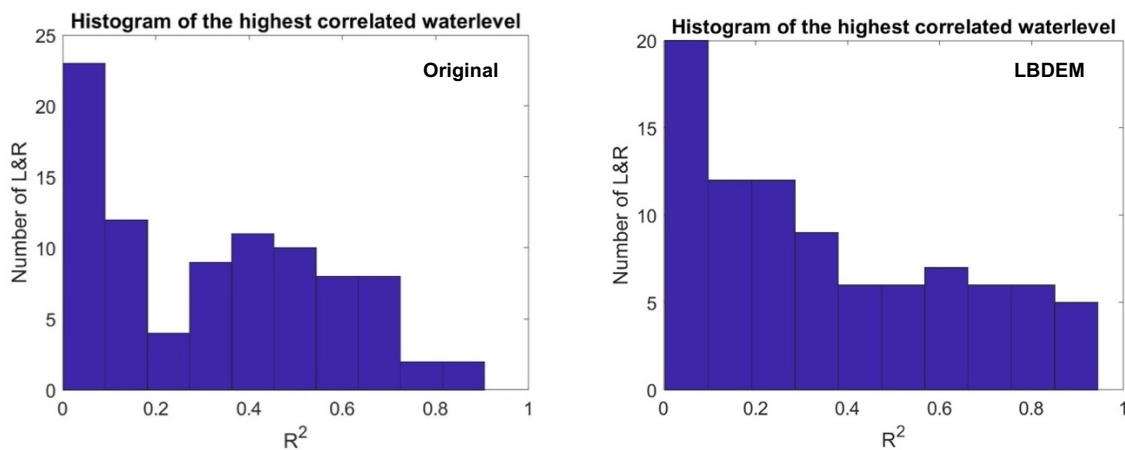 Histogram of the highest correlated waterlevel
Original
25
20
15
10
5
0
Number of L&R
0 0.2 0.4 0.6 0.8 1
R²
Histogram of the highest correlated waterlevel
LBDEM
20
15
10
5
0
Number of L&R
0 0.2 0.4 0.6 0.8 1
R²